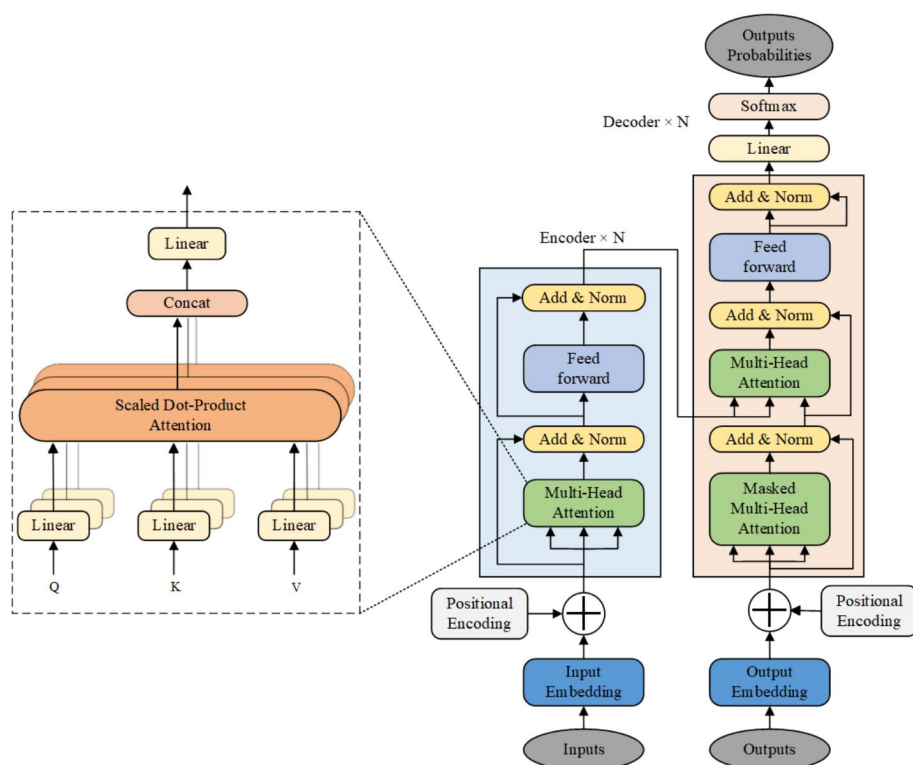 Outputs
Probabilities
Softmax
Decoder × N
Linear
Add & Norm
Feed
forward
Add & Norm
Multi-Head
Attention
Add & Norm
Masked
Multi-Head
Attention
Positional
Encoding
Output
Embedding
Outputs
Encoder × N
Add & Norm
Feed
forward
Add & Norm
Multi-Head
Attention
Positional
Encoding
Input
Embedding
Inputs
Linear
Concat
Scaled Dot-Product
Attention
Linear
Linear
Linear
Q
K
V